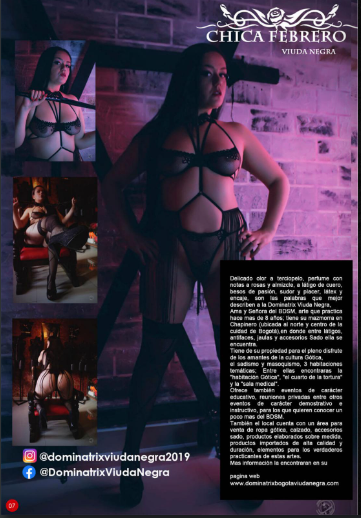 CHICA FEBRERO
VIUDA NEGRA
Delicado olor a terciopelo, perfume con
notas a rosas y almizcle, a látigo de cuero,
besos de pasión, sudor y placer; látex y
encaje, son las palabras que mejor
describen a la Dominatrix Viuda Negra,
Ama y Señora del BDSM, arte que practica
hace mas de 8 años, tiene su mazmorra en
Chapinero (ubicada al norte y centro de la
cuidad de Bogotá),en donde entre látigos,
antifaces, jaulas y accesorios Sado ella se
encuentra.
Tiene de su propiedad para el pleno disfrute
de los amantes de la cultura Gótica,
el sadismo y masoquismo, 3 habitaciones
temáticas; Entre ellas encontraras la
"habitación Gótica", "el cuarto de la tortura"
y la "sala medical".
Ofrece también eventos de carácter
educativo, reuniones privadas entre otros
eventos de carácter demostrativo e
instructivo, para los que quieren conocer un
poco mas del BDSM.
También el local cuenta con un área para
venta de ropa gótica, calzado, accesorios
sado, productos elaborados sobre medida,
productos importados de alta calidad y
duración, elementos para los verdaderos
practicantes de estas artes.
Mas información la encontraran en su
pagina web
www.dominatrixbogotaviudanegra.com
@dominatrixviudanegra2019
@DominatrixViudaNegra
07